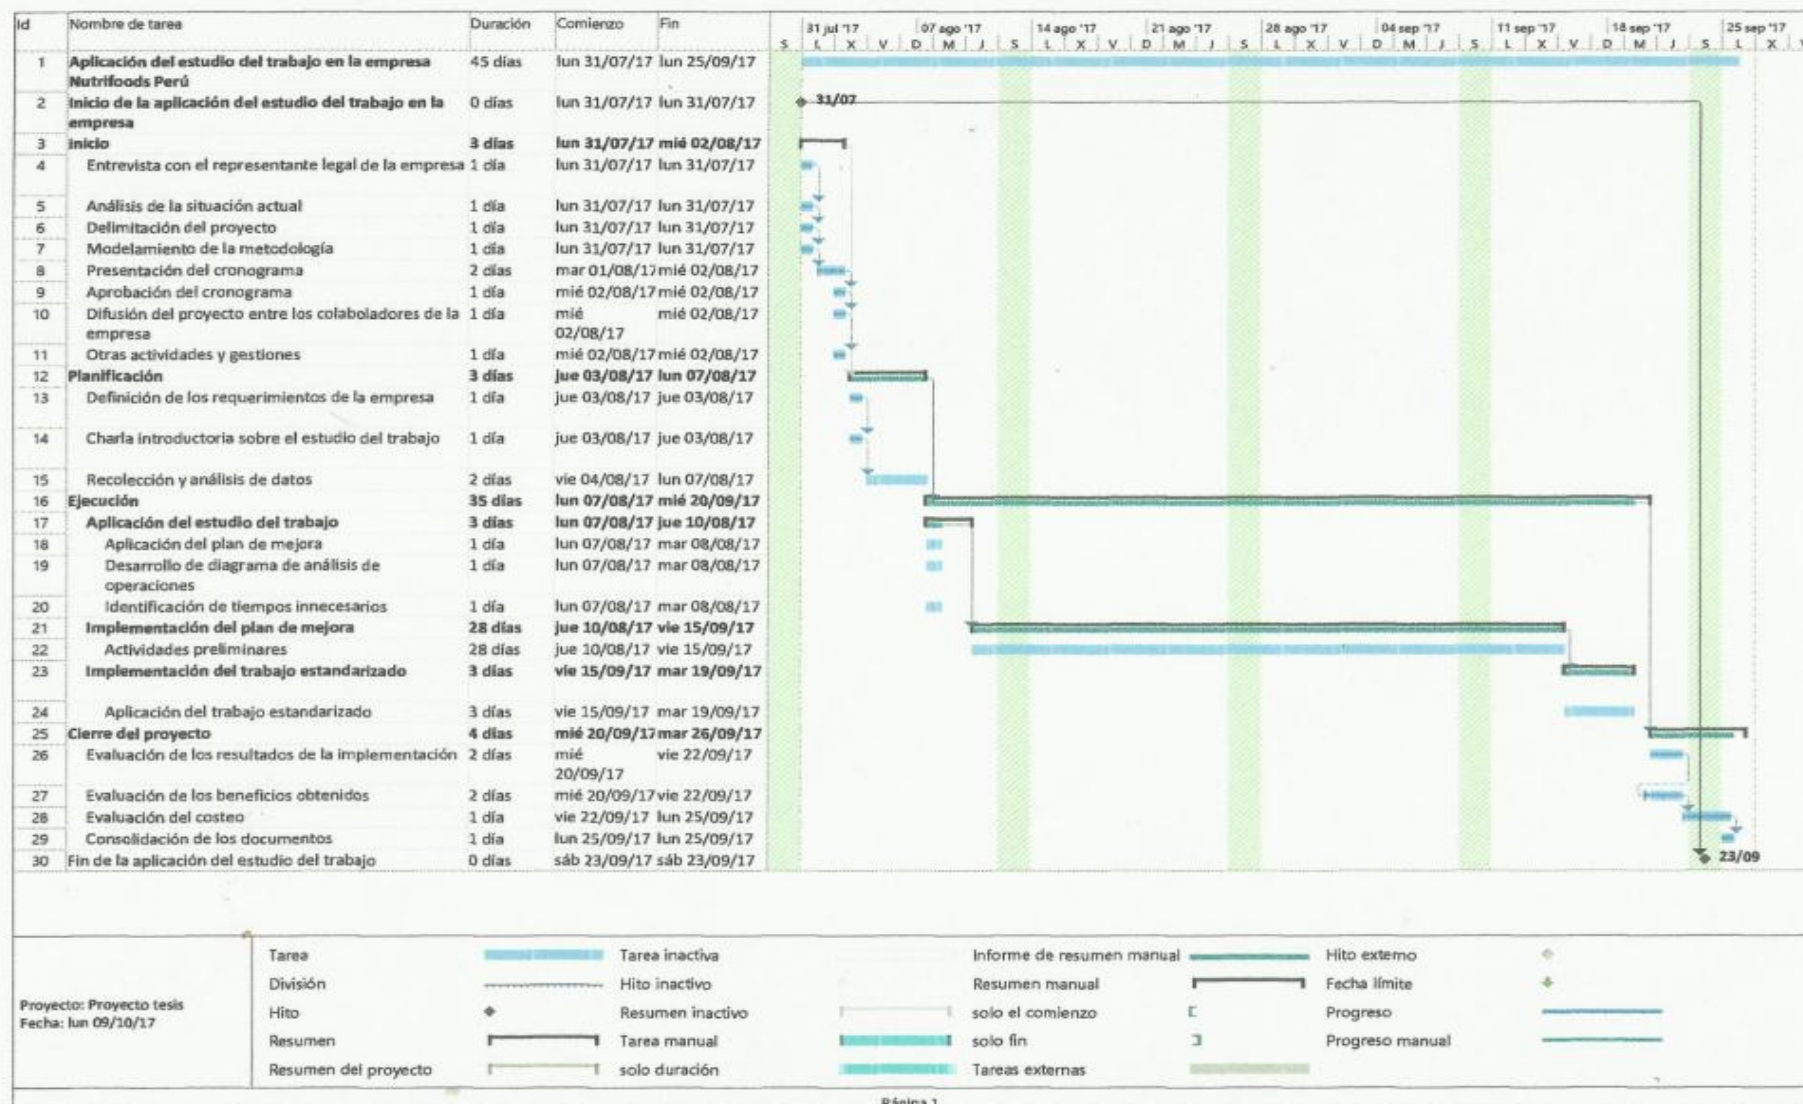 Id Nombre de tarea Duración Comienzo Fin 31 jul '17 07 ago '17 14 ago '17 21 ago '17 28 ago '17 04 sep '17 11 sep '17 18 sep '17 25 sep '17
S L X V D M J S L X V D M J S L X V D M J S L X V D M J S L X V
1 Aplicación del estudio del trabajo en la empresa 45 días lun 31/07/17 lun 25/09/17
Nutrifoods Perú
2 Inicio de la aplicación del estudio del trabajo en la 0 días lun 31/07/17 lun 31/07/17 31/07
empresa
3 inicio 3 días lun 31/07/17 mié 02/08/17
4 Entrevista con el representante legal de la empresa 1 día lun 31/07/17 lun 31/07/17
5 Análisis de la situación actual 1 día lun 31/07/17 lun 31/07/17
6 Delimitación del proyecto 1 día lun 31/07/17 lun 31/07/17
7 Modelamiento de la metodología 1 día lun 31/07/17 lun 31/07/17
8 Presentación del cronograma 2 días mar 01/08/17 mié 02/08/17
9 Aprobación del cronograma 1 día mié 02/08/17 mié 02/08/17
10 Difusión del proyecto entre los colaboladores de la 1 día mié mié 02/08/17
empresa 02/08/17
11 Otras actividades y gestiones 1 día mié 02/08/17 mié 02/08/17
12 Planificación 3 días jue 03/08/17 lun 07/08/17
13 Definición de los requerimientos de la empresa 1 día jue 03/08/17 jue 03/08/17
14 Charla introductoria sobre el estudio del trabajo 1 día jue 03/08/17 jue 03/08/17
15 Recolección y análisis de datos 2 días vie 04/08/17 lun 07/08/17
16 Ejecución 35 días lun 07/08/17 mié 20/09/17
17 Aplicación del estudio del trabajo 3 días lun 07/08/17 jue 10/08/17
18 Aplicación del plan de mejora 1 día lun 07/08/17 mar 08/08/17
19 Desarrollo de diagrama de análisis de 1 día lun 07/08/17 mar 08/08/17
operaciones
20 Identificación de tiempos innecesarios 1 día lun 07/08/17 mar 08/08/17
21 Implementación del plan de mejora 28 días jue 10/08/17 vie 15/09/17
22 Actividades preliminares 28 días jue 10/08/17 vie 15/09/17
23 Implementación del trabajo estandarizado 3 días vie 15/09/17 mar 19/09/17
24 Aplicación del trabajo estandarizado 3 días vie 15/09/17 mar 19/09/17
25 Cierre del proyecto 4 días mié 20/09/17 mar 26/09/17
26 Evaluación de los resultados de la implementación 2 días mié vie 22/09/17
20/09/17
27 Evaluación de los beneficios obtenidos 2 días mié 20/09/17 vie 22/09/17
28 Evaluación del costeo 1 día vie 22/09/17 lun 25/09/17
29 Consolidación de los documentos 1 día lun 25/09/17 lun 25/09/17
30 Fin de la aplicación del estudio del trabajo 0 días sáb 23/09/17 sáb 23/09/17 23/09
Proyecto: Proyecto tesis
Fecha: lun 09/10/17
Tarea Tarea inactiva Informe de resumen manual Hito externo
División Hito inactivo Resumen manual Fecha límite
Hito Resumen inactivo solo el comienzo Progreso
Resumen Tarea manual solo fin Progreso manual
Resumen del proyecto solo duración Tareas externas
Página 1